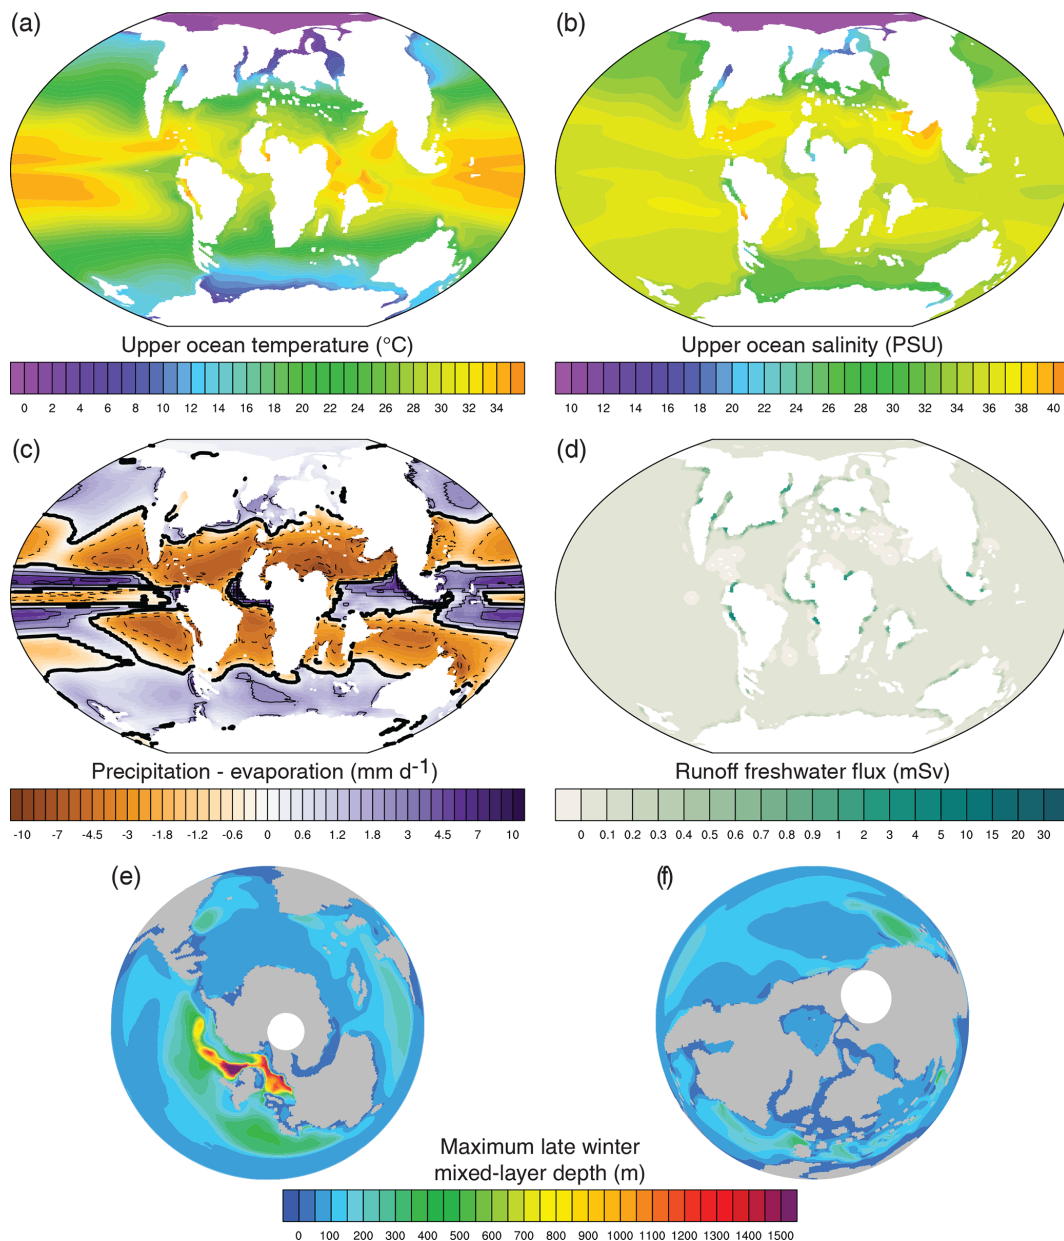 (a)
(b)
Upper ocean temperature (°C)
0 2 4 6 8 10 12 14 16 18 20 22 24 26 28 30 32 34
Upper ocean salinity (PSU)
10 12 14 16 18 20 22 24 26 28 30 32 34 36 38 40
(c)
(d)
Precipitation - evaporation (mm d-1)
-10 -7 -4.5 -3 -1.8 -1.2 -0.6 0 0.6 1.2 1.8 3 4.5 7 10
Runoff freshwater flux (mSv)
0 0.1 0.2 0.3 0.4 0.5 0.6 0.7 0.8 0.9 1 2 3 4 5 10 15 20 30
(e)
(f)
Maximum late winter
mixed-layer depth (m)
0 100 200 300 400 500 600 700 800 900 1000 1100 1200 1300 1400 1500